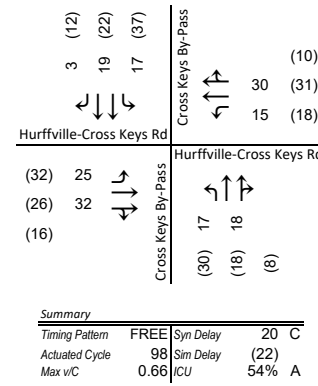 (12) (22) (37)
3 19 17
Cross Keys By-Pass
(10)
30 (31)
15 (18)
Hurffville-Cross Keys Rd
Hurffville-Cross Keys Rd
(32) 25
(26) 32
(16)
Cross Keys By-Pass
17 18
(30) (18) (8)
Summary
Timing Pattern FREE Syn Delay 20 C
Actuated Cycle 98 Sim Delay (22)
Max v/C 0.66 ICU 54% A